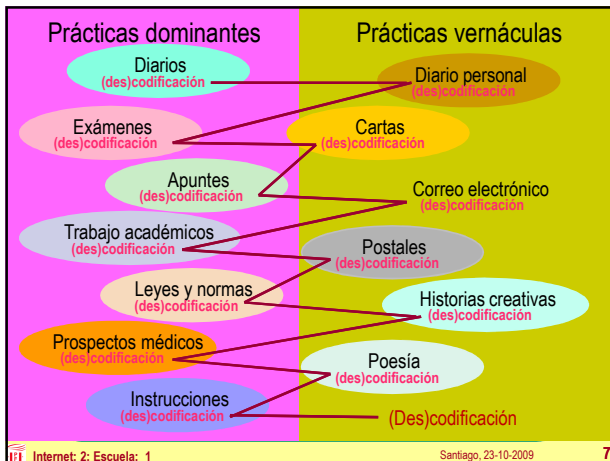 Prácticas dominantes
Prácticas vernáculas
Diarios
(des)codificación
Diario personal
(des)codificación
Exámenes
(des)codificación
Cartas
(des)codificación
Apuntes
(des)codificación
Correo electrónico
(des)codificación
Trabajo académicos
(des)codificación
Postales
(des)codificación
Leyes y normas
(des)codificación
Historias creativas
(des)codificación
Prospectos médicos
(des)codificación
Poesía
(des)codificación
Instrucciones
(des)codificación
(Des)codificación
Internet: 2; Escuela: 1
Santiago, 23-10-2009
7